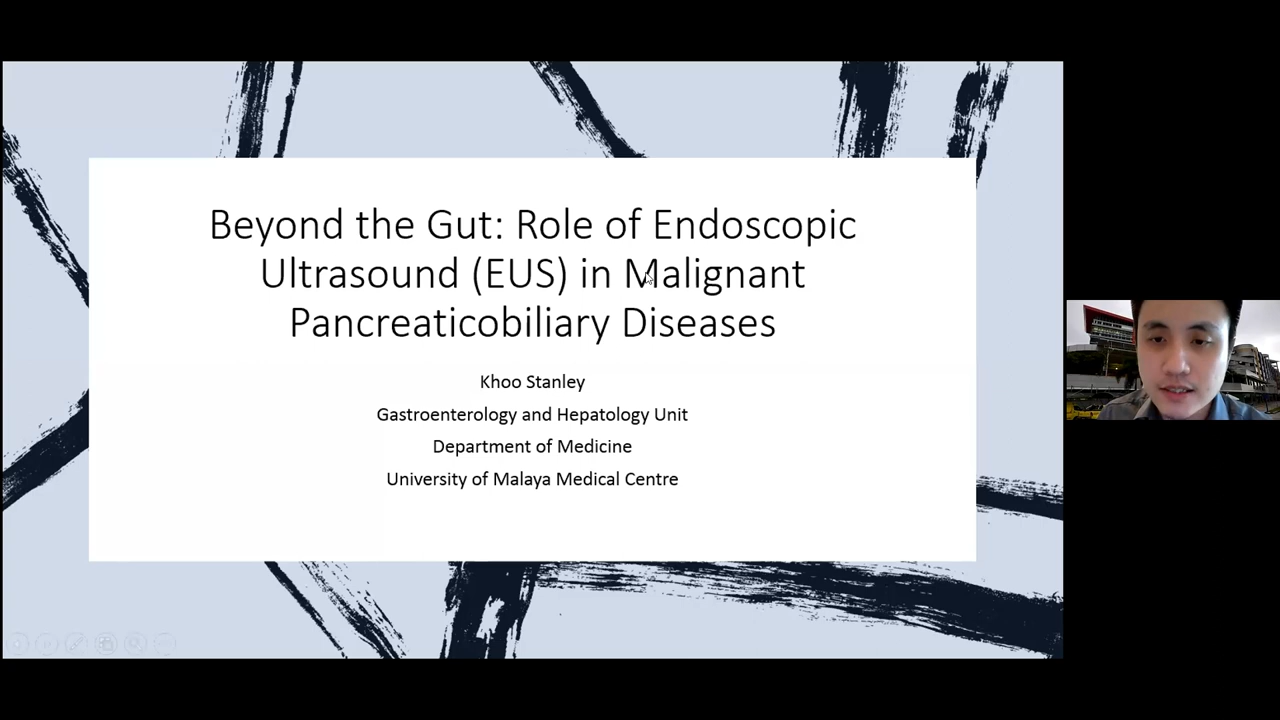 Beyond the Gut: Role of Endoscopic
Ultrasound (EUS) in Malignant
Pancreaticobiliary Diseases
Khoo Stanley
Gastroenterology and Hepatology Unit
Department of Medicine
University of Malaya Medical Centre